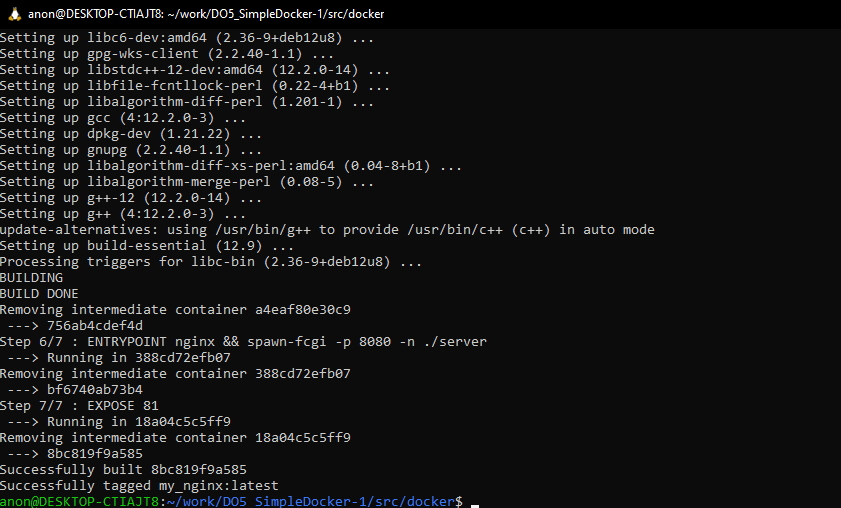 anon@DESKTOP-CTIAJT8: ~/work/DO5_SimpleDocker-1/src/docker
Setting up libc6-dev:amd64 (2.36-9+deb12u8) ...
Setting up gpg-wks-client (2.2.40-1.1) ...
Setting up libstdc++-12-dev:amd64 (12.2.0-14) ...
Setting up libfile-fcntllock-perl (0.22-4+b1) ...
Setting up libalgorithm-diff-perl (1.201-1) ...
Setting up gcc (4:12.2.0-3) ...
Setting up dpkg-dev (1.21.22) ...
Setting up gnupg (2.2.40-1.1) ...
Setting up libalgorithm-diff-xs-perl:amd64 (0.04-8+b1) ...
Setting up libalgorithm-merge-perl (0.08-5) ...
Setting up g++-12 (12.2.0-14) ...
Setting up g++ (4:12.2.0-3) ...
update-alternatives: using /usr/bin/g++ to provide /usr/bin/c++ (c++) in auto mode
Setting up build-essential (12.9) ...
Processing triggers for libc-bin (2.36-9+deb12u8) ...
BUILDING
BUILD DONE
Removing intermediate container a4eaf80e30c9
 ---> 756ab4cdef4d
Step 6/7 : ENTRYPOINT nginx && spawn-fcgi -p 8080 -n ./server
 ---> Running in 388cd72efb07
Removing intermediate container 388cd72efb07
 ---> bf6740ab73b4
Step 7/7 : EXPOSE 81
 ---> Running in 18a04c5c5ff9
Removing intermediate container 18a04c5c5ff9
 ---> 8bc819f9a585
Successfully built 8bc819f9a585
Successfully tagged my_nginx:latest
anon@DESKTOP-CTIAJT8:~/work/DO5_SimpleDocker-1/src/docker$